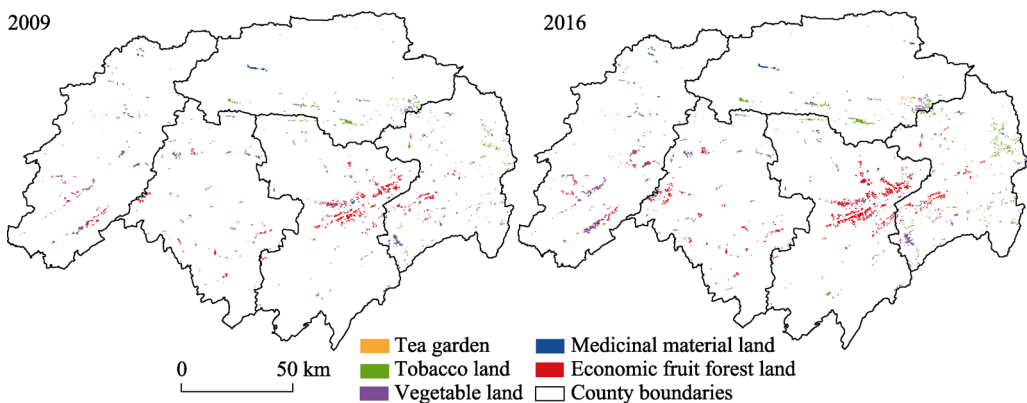 2009
2016
Tea garden
Medicinal material land
Tobacco land
Economic fruit forest land
Vegetable land
County boundaries
0 50 km